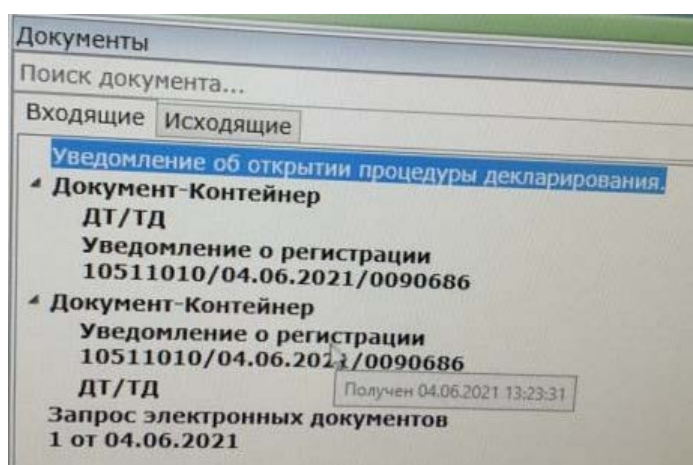 Документы
Поиск документа...
Входящие Исходящие
Уведомление об открытии процедуры декларирования.
Документ-Контейнер
ДТ/ТД
Уведомление о регистрации
10511010/04.06.2021/0090686
Документ-Контейнер
Уведомление о регистрации
10511010/04.06.2021/0090686
ДТ/ТД
Получен 04.06.2021 13:23:31
Запрос электронных документов
1 от 04.06.2021